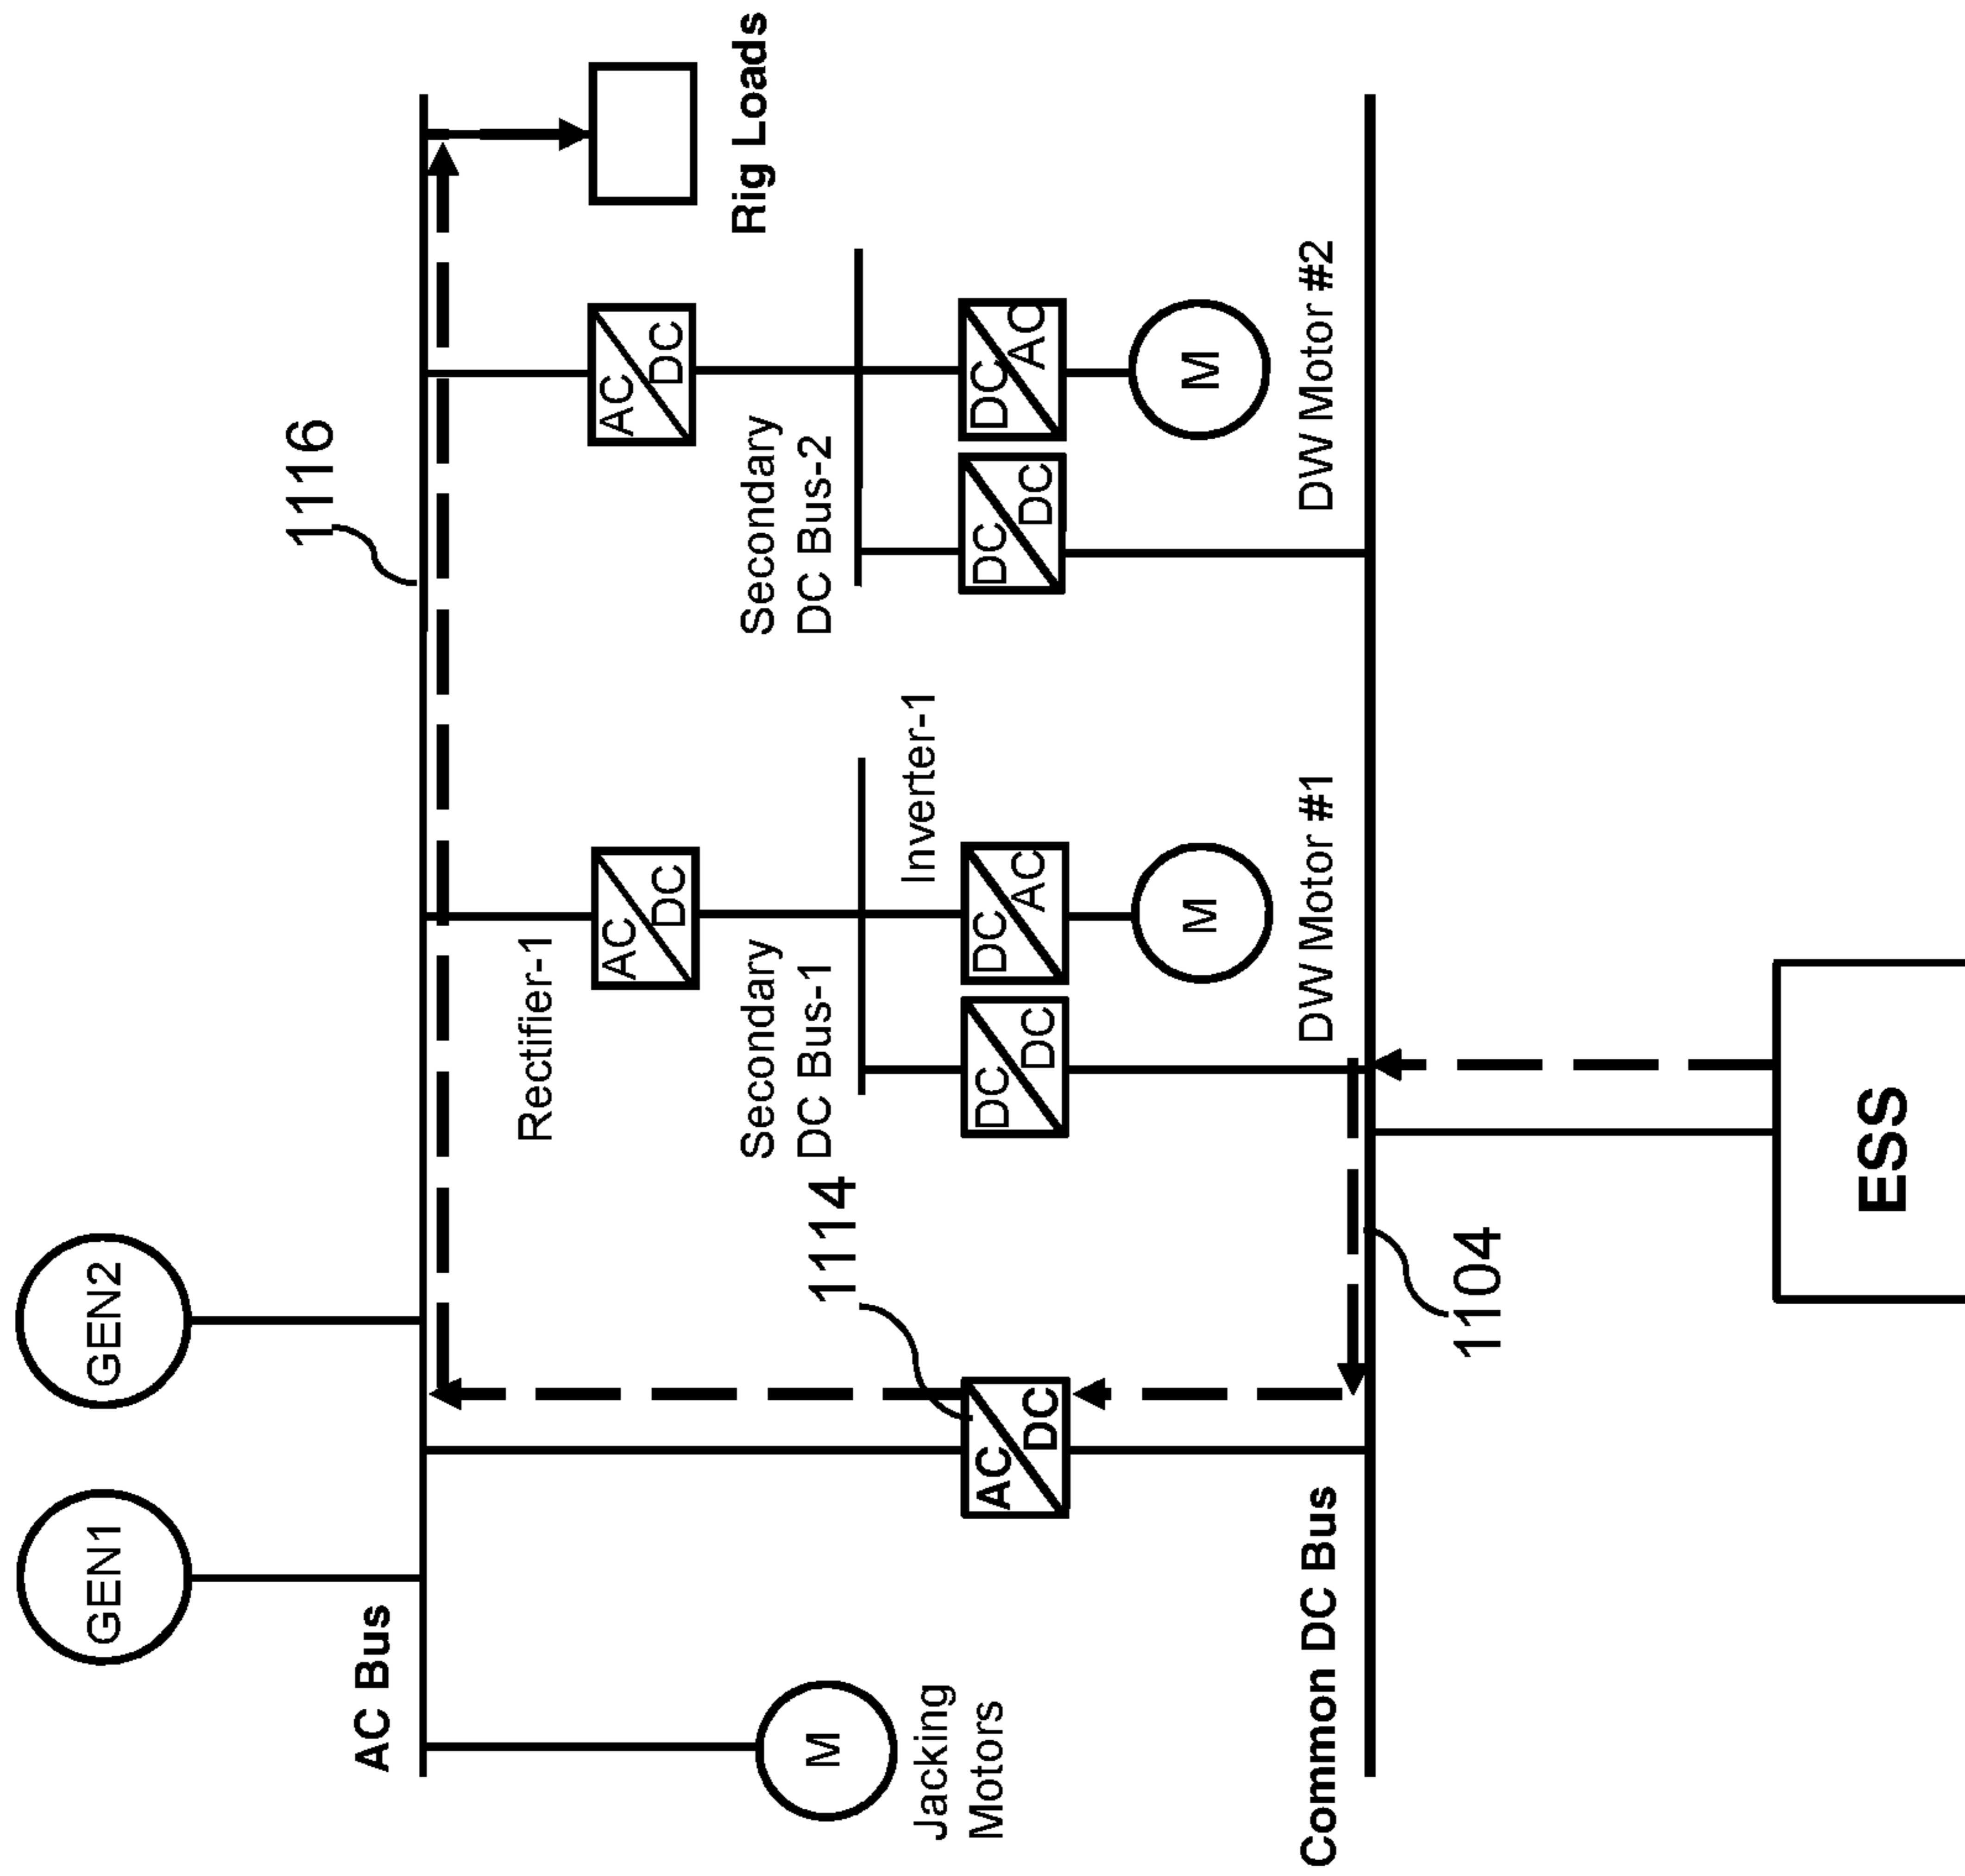 GEN1
GEN2
AC Bus
1116
M
Jacking
Motors
AC
DC
1114
Rectifier-1
AC
DC
Secondary
DC Bus-1
Inverter-1
DC
DC
DC
AC
M
DW Motor #1
AC
DC
Secondary
DC Bus-2
DC
DC
DC
AC
M
DW Motor #2
Rig Loads
Common DC Bus
1104
ESS